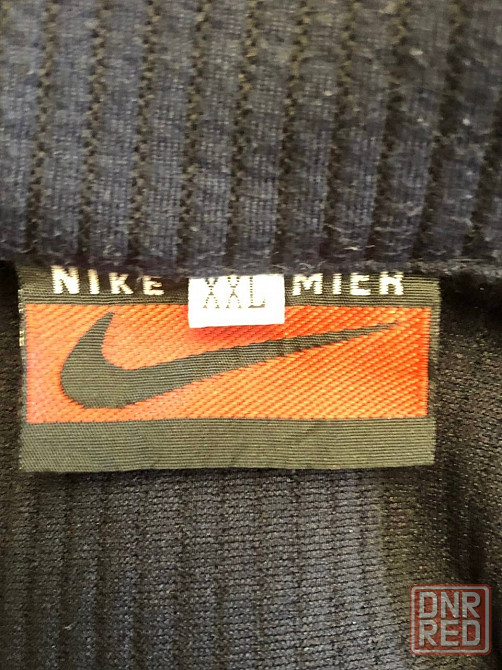 NIKE XXL MIER
DNR
RED